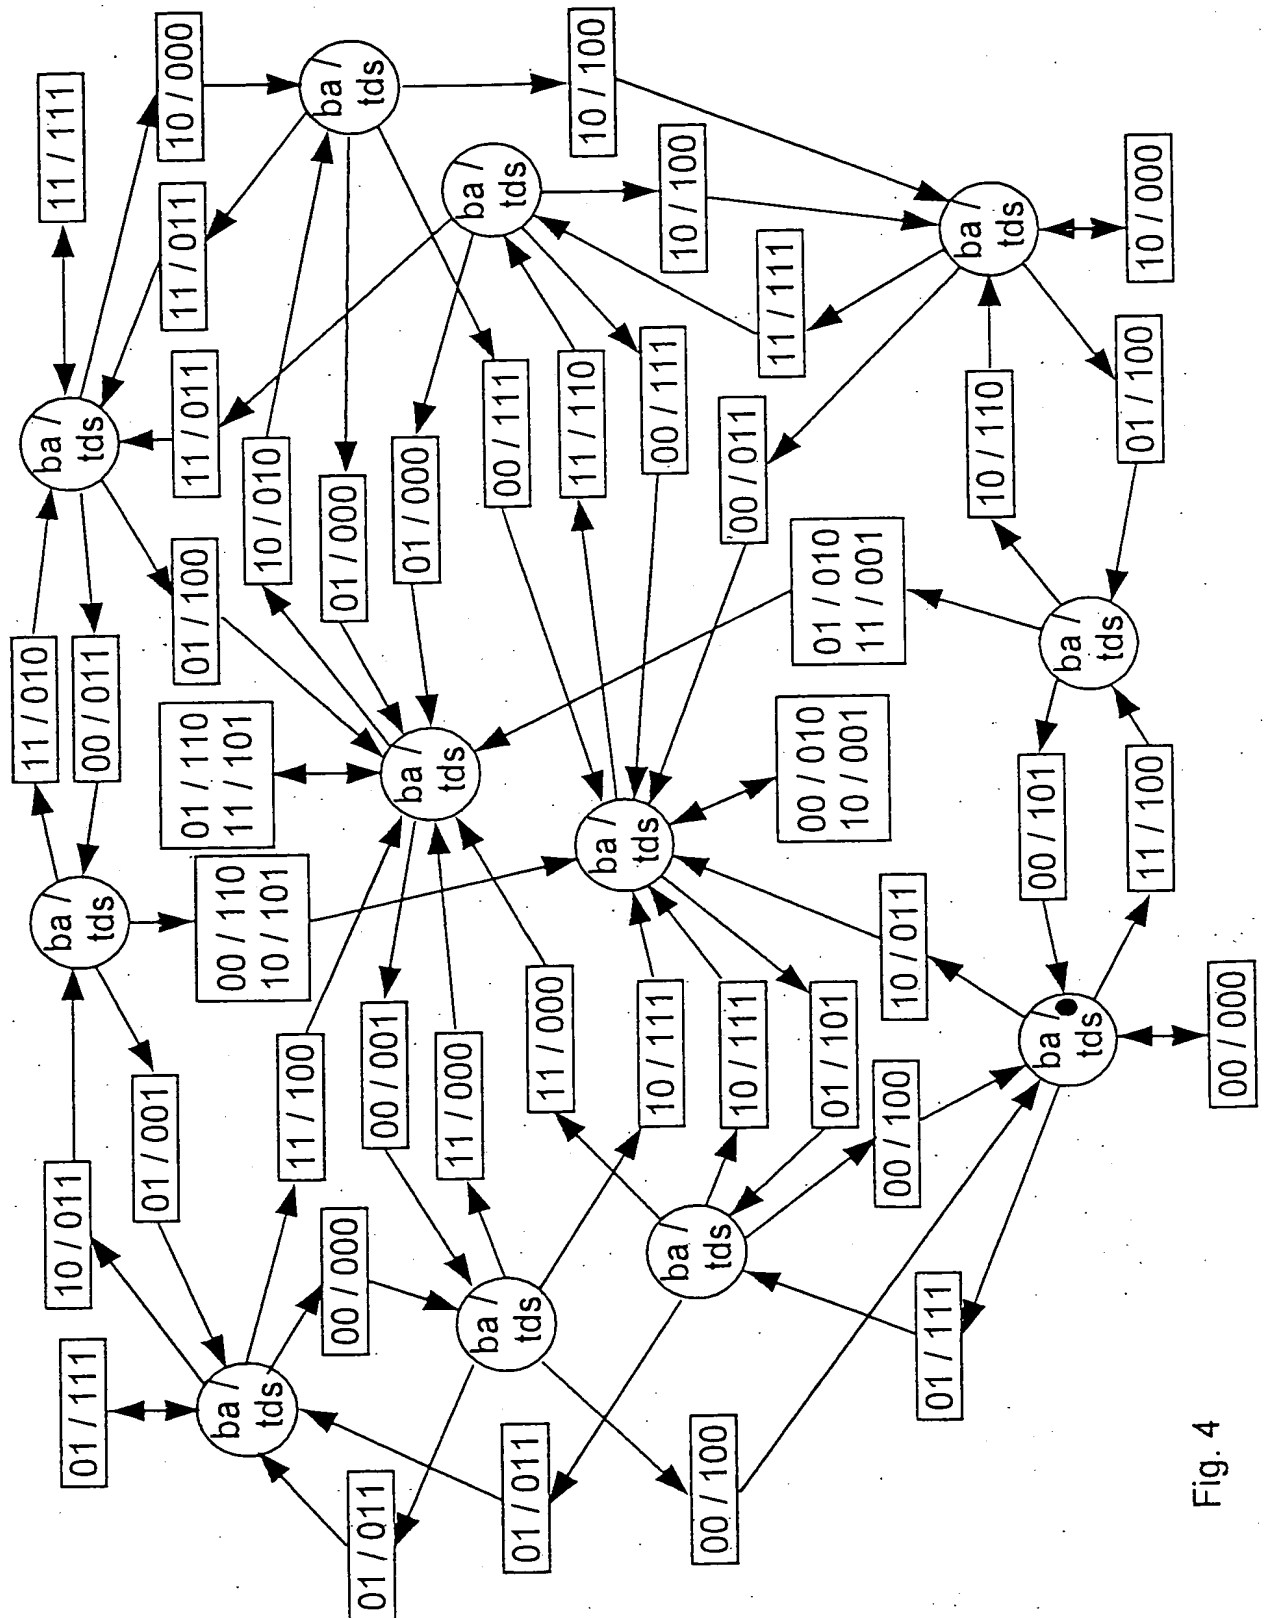 11 / 010
11 / 111
10 / 011
01 / 111
00 / 011
ba /
tds
ba /
tds
01 / 001
10 / 000
11 / 011
11 / 011
01 / 100
01 / 110
11 / 101
00 / 110
10 / 101
ba /
tds
10 / 010
11 / 100
00 / 000
01 / 000
ba /
tds
01 / 011
00 / 001
01 / 000
ba /
tds
11 / 000
ba /
tds
ba /
tds
00 / 111
01 / 011
11 / 000
11 / 110
10 / 100
ba /
tds
10 / 111
00 / 111
10 / 100
ba /
tds
00 / 100
10 / 111
00 / 011
11 / 111
01 / 101
00 / 010
10 / 001
01 / 010
11 / 001
00 / 100
10 / 011
01 / 111
10 / 110
ba /
tds
00 / 101
ba /
tds
ba /
tds
01 / 100
11 / 100
10 / 000
00 / 000
Fig. 4